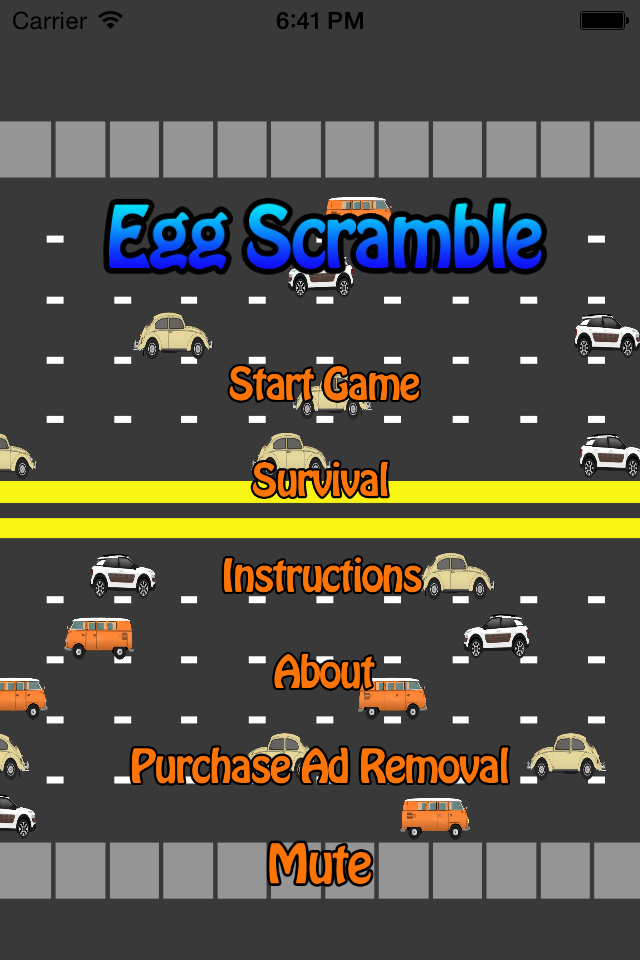 Carrier 6:41 PM
Egg Scramble
Start Game
Survival
Instructions
About
Purchase Ad Removal
Mute